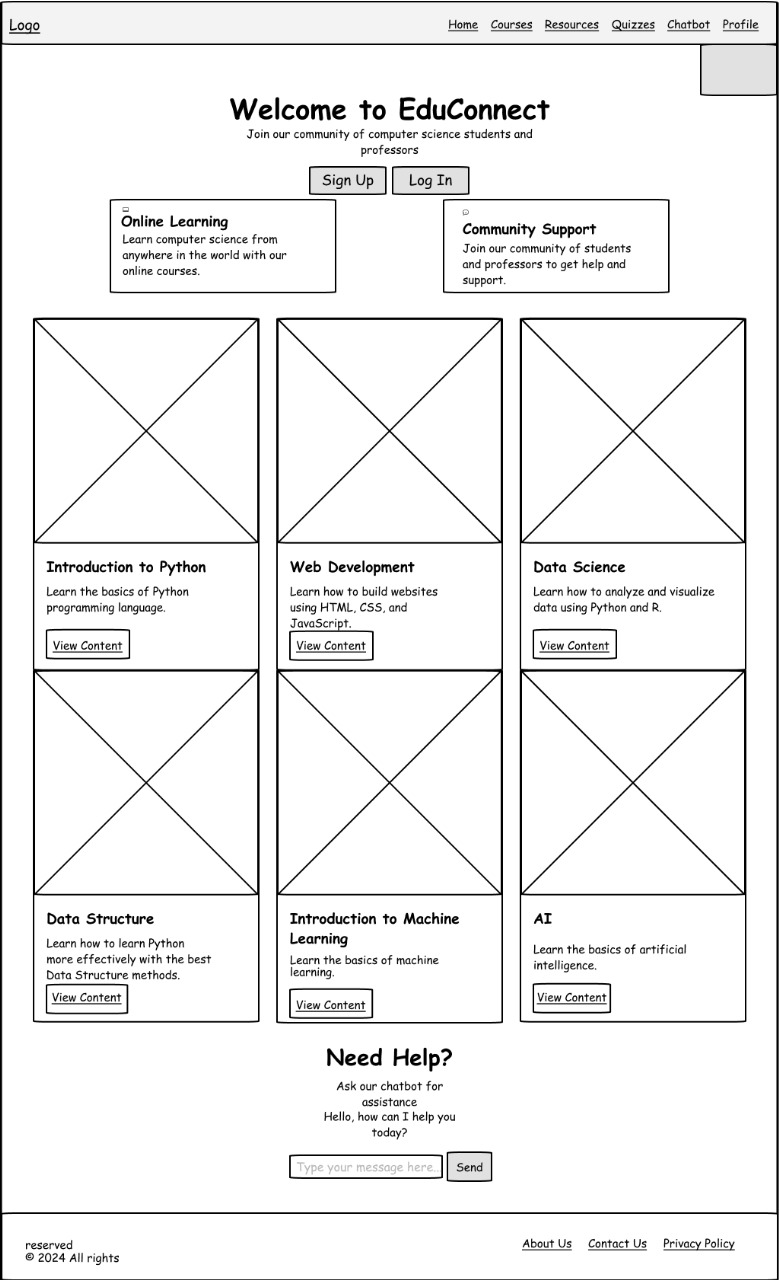 Logo
Home Courses Resources Quizzes Chatbot Profile
Welcome to EduConnect
Join our community of computer science students and
professors
Sign Up Log In
Online Learning
Learn computer science from
anywhere in the world with our
online courses.
Community Support
Join our community of students
and professors to get help and
support.
Introduction to Python
Learn the basics of Python
programming language.
View Content
Web Development
Learn how to build websites
using HTML, CSS, and
JavaScript.
View Content
Data Science
Learn how to analyze and visualize
data using Python and R.
View Content
Data Structure
Learn how to learn Python
more effectively with the best
Data Structure methods.
View Content
Introduction to Machine
Learning
Learn the basics of machine
learning.
View Content
AI
Learn the basics of artificial
intelligence.
View Content
Need Help?
Ask our chatbot for
assistance
Hello, how can I help you
today?
Type your message here... Send
reserved
© 2024 All rights
About Us Contact Us Privacy Policy